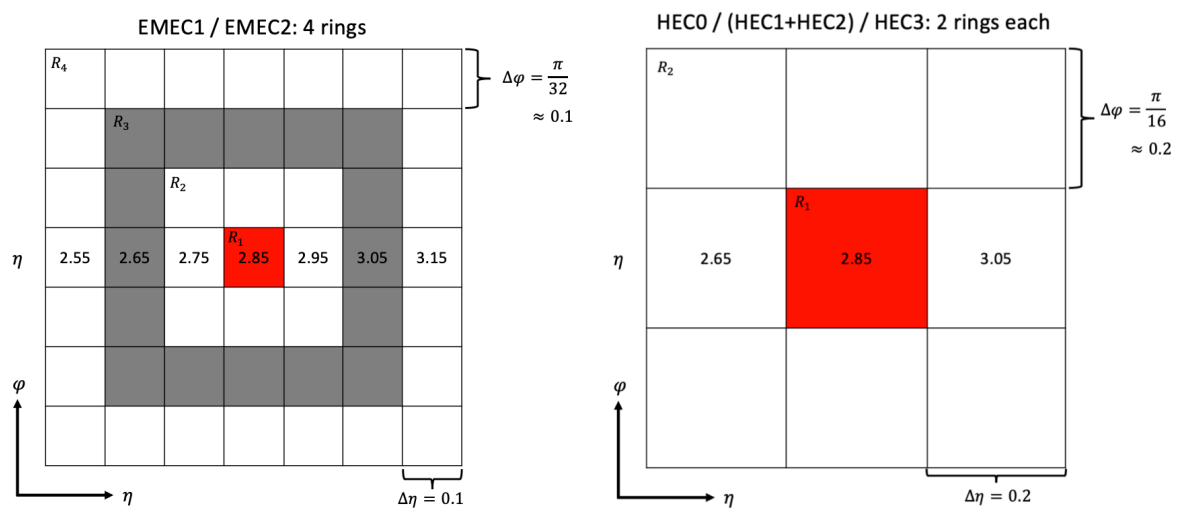 EMEC1 / EMEC2: 4 rings
R₄
R₃
R₂
R₁
2.55 2.65 2.75 2.85 2.95 3.05 3.15
η
φ
η
Δφ = π/32
≈ 0.1
Δη = 0.1
HEC0 / (HEC1+HEC2) / HEC3: 2 rings each
R₂
R₁
2.65 2.85 3.05
η
φ
η
Δφ = π/16
≈ 0.2
Δη = 0.2